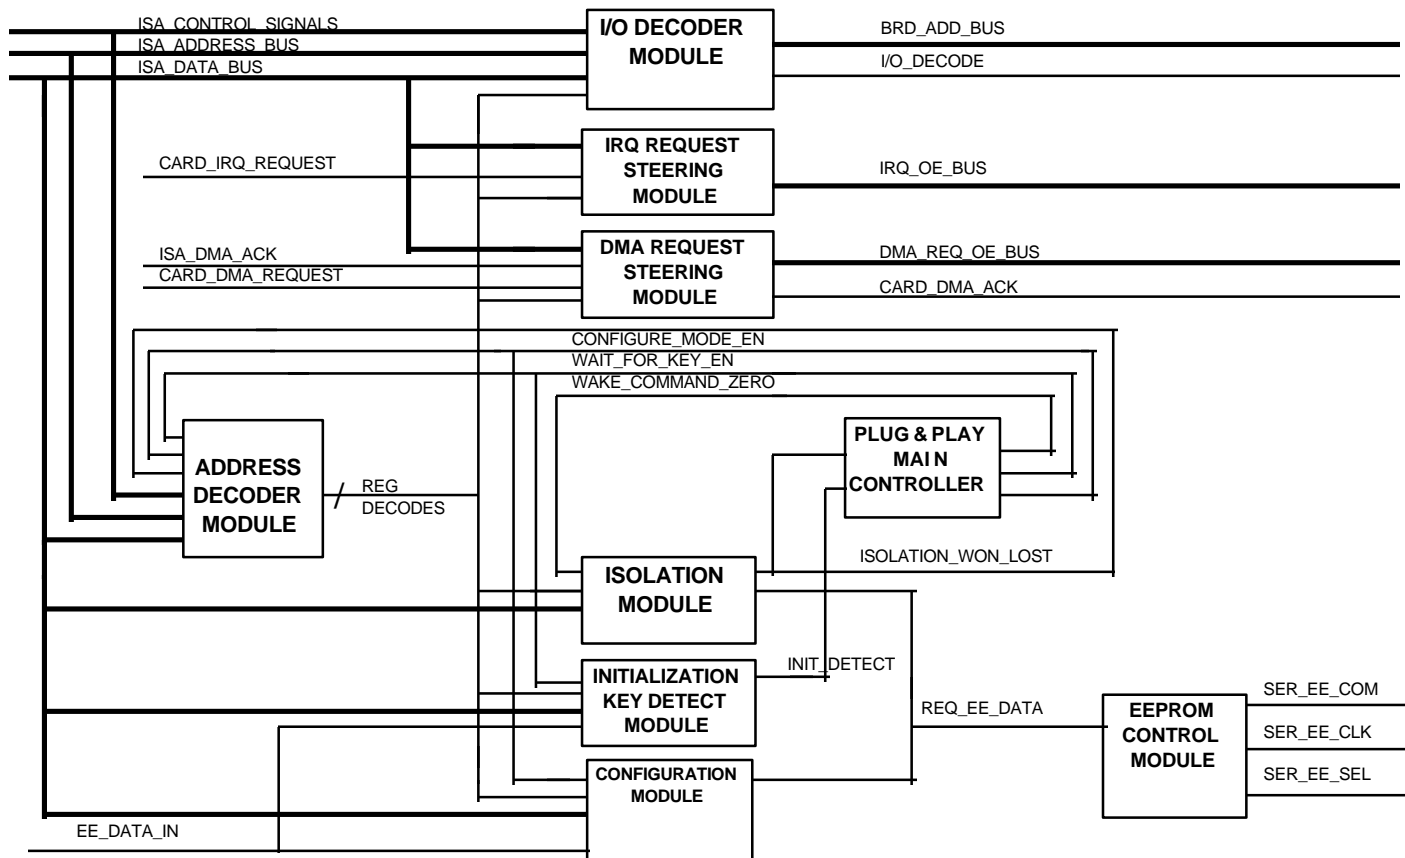 ISA_CONTROL_SIGNALS
ISA_ADDRESS_BUS
ISA_DATA_BUS
I/O DECODER
MODULE
BRD_ADD_BUS
I/O_DECODE
CARD_IRQ_REQUEST
IRQ REQUEST
STEERING
MODULE
IRQ_OE_BUS
ISA_DMA_ACK
CARD_DMA_REQUEST
DMA REQUEST
STEERING
MODULE
DMA_REQ_OE_BUS
CARD_DMA_ACK
CONFIGURE_MODE_EN
WAIT_FOR_KEY_EN
WAKE_COMMAND_ZERO
ADDRESS
DECODER
MODULE
REG
DECODES
PLUG & PLAY
MAIN
CONTROLLER
ISOLATION
MODULE
ISOLATION_WON_LOST
INITIALIZATION
KEY DETECT
MODULE
INIT_DETECT
REQ_EE_DATA
EEPROM
CONTROL
MODULE
SER_EE_COM
SER_EE_CLK
SER_EE_SEL
CONFIGURATION
MODULE
EE_DATA_IN